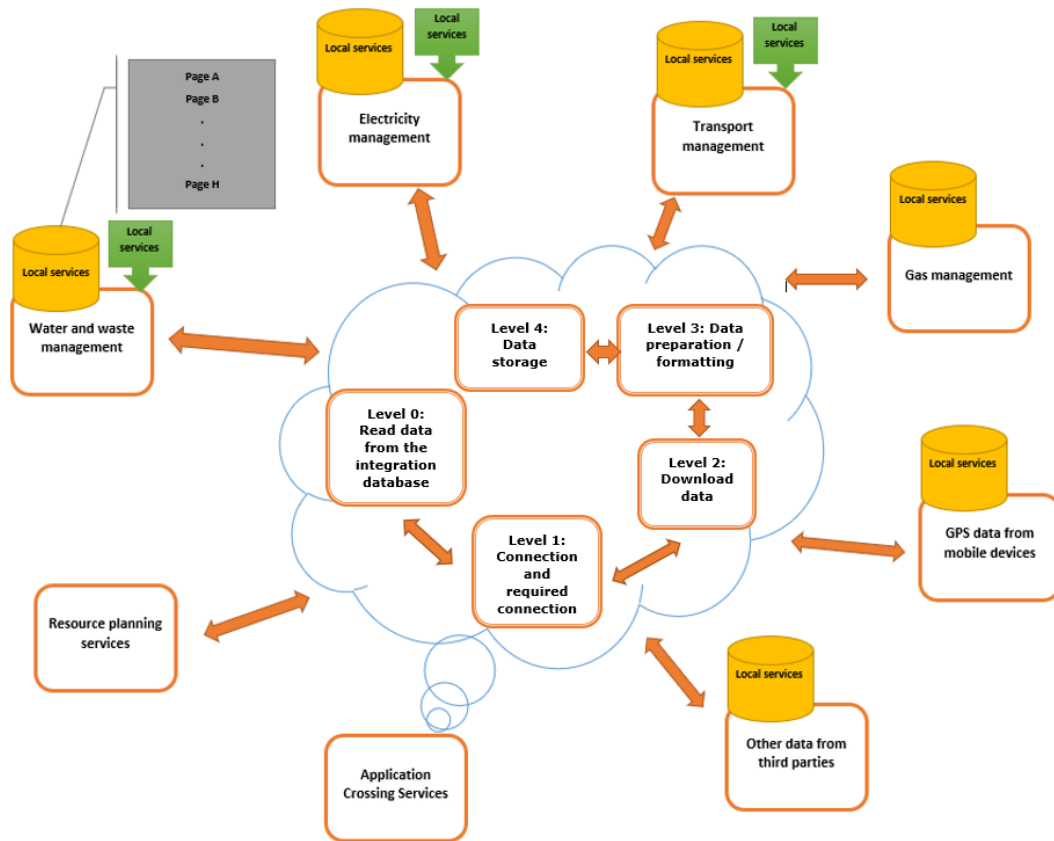 Local
services
Local services
Electricity
management
Local
services
Local services
Transport
management
Page A
Page B
.
.
.
Page H
Local services
Gas management
Local
services
Local services
Water and waste
management
Level 4:
Data
storage
Level 3: Data
preparation /
formatting
Level 0:
Read data
from the
integration
database
Level 2:
Download
data
Level 1:
Connection
and
required
connection
Local services
GPS data from
mobile devices
Resource planning
services
Local services
Other data from
third parties
Application
Crossing Services